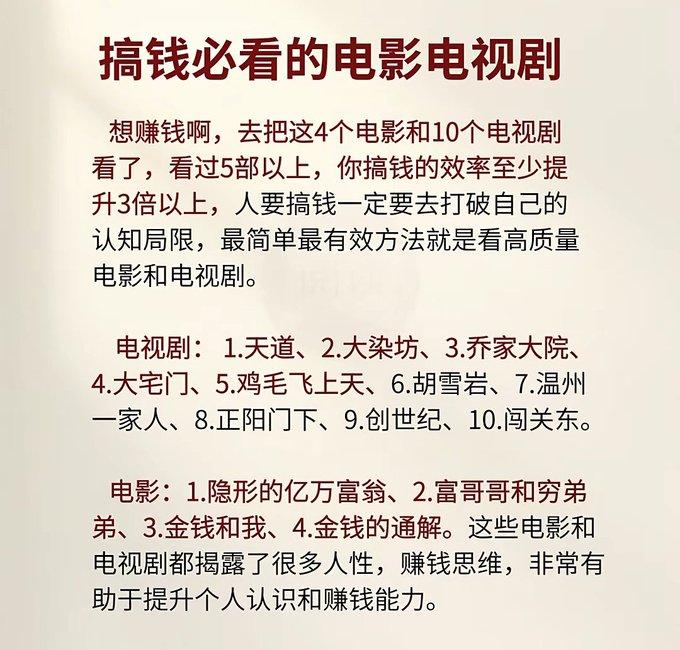 搞钱必看的电影电视剧
想赚钱啊，去把这4个电影和10个电视剧
看了，看过5部以上，你搞钱的效率至少提
升3倍以上，人要搞钱一定要去打破自己的
认知局限，最简单最有效方法就是看高质量
电影和电视剧。
电视剧： 1.天道、2.大染坊、3.乔家大院、
4.大宅门、5.鸡毛飞上天、6.胡雪岩、7.温州
一家人、8.正阳门下、9.创世纪、10.闯关东。
电影：1.隐形的亿万富翁、2.富哥哥和穷弟
弟、3.金钱和我、4.金钱的通解。这些电影和
电视剧都揭露了很多人性，赚钱思维，非常有
助于提升个人认识和赚钱能力。